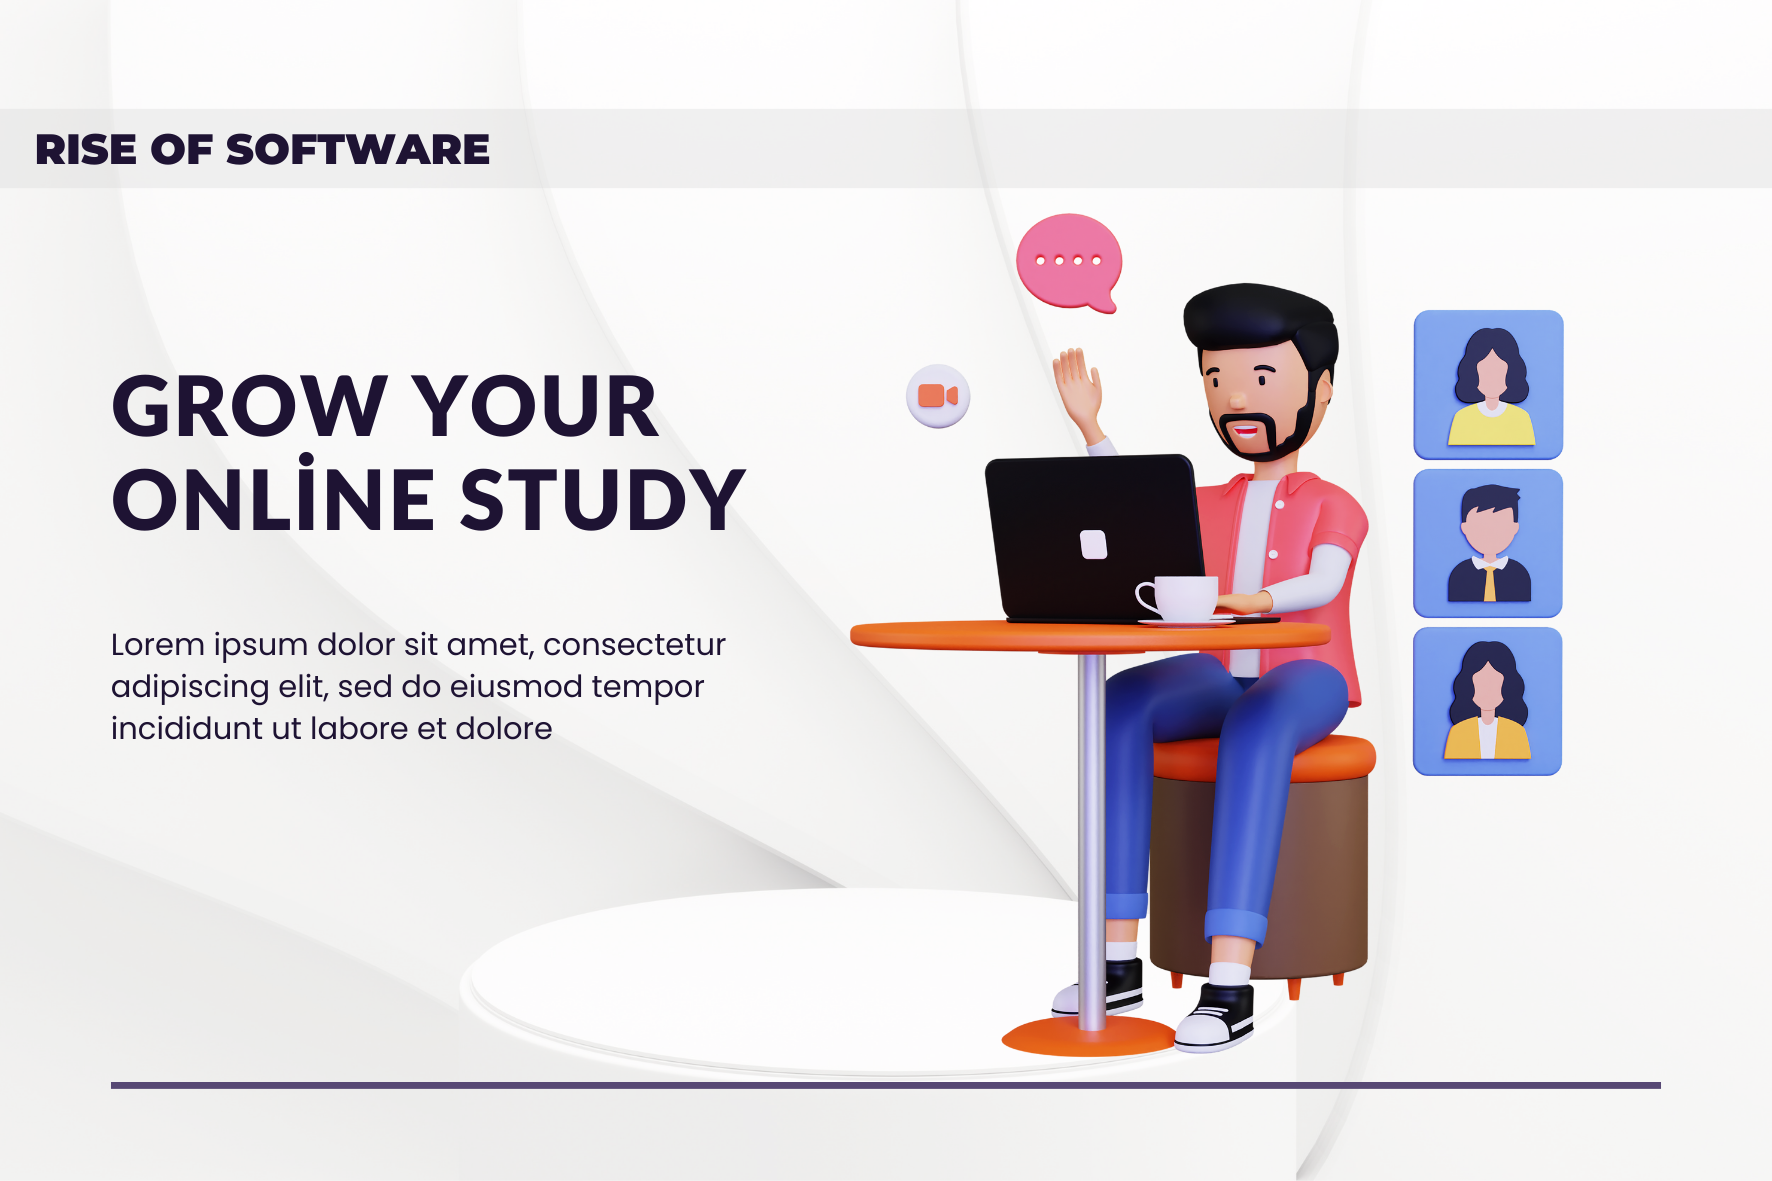 RISE OF SOFTWARE
GROW YOUR
ONLİNE STUDY
Lorem ipsum dolor sit amet, consectetur
adipiscing elit, sed do eiusmod tempor
incididunt ut labore et dolore